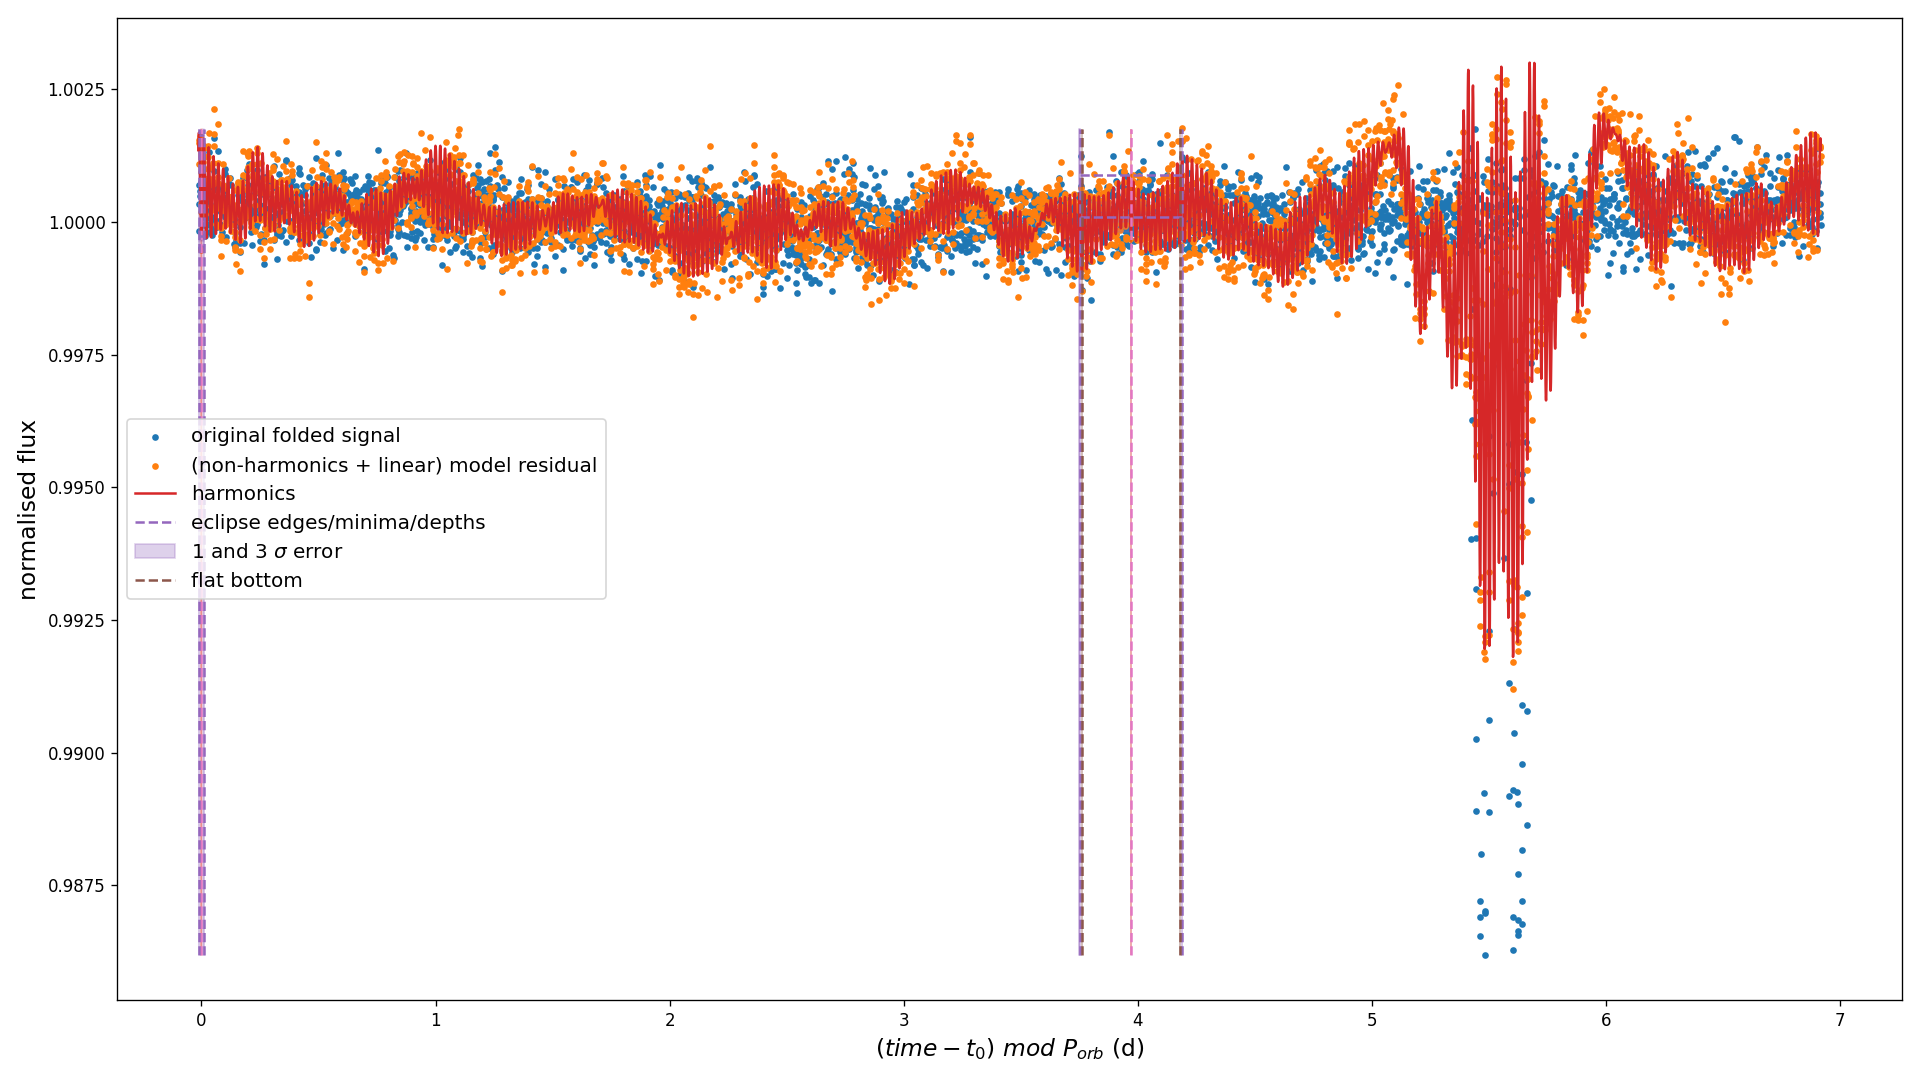 normalised flux
1.0025
1.0000
0.9975
0.9950
0.9925
0.9900
0.9875
original folded signal
(non-harmonics + linear) model residual
harmonics
eclipse edges/minima/depths
1 and 3 σ error
flat bottom
0 1 2 3 4 5 6 7
(time − t₀) mod Pₒᵣb (d)